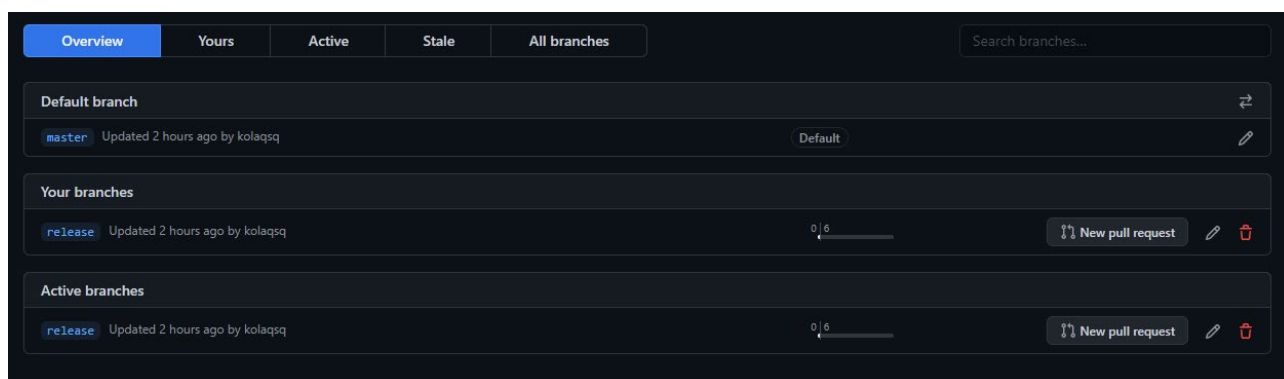 Overview Yours Active Stale All branches Search branches...
Default branch
master Updated 2 hours ago by kolaqsq Default
Your branches
release Updated 2 hours ago by kolaqsq 0|6 New pull request
Active branches
release Updated 2 hours ago by kolaqsq 0|6 New pull request